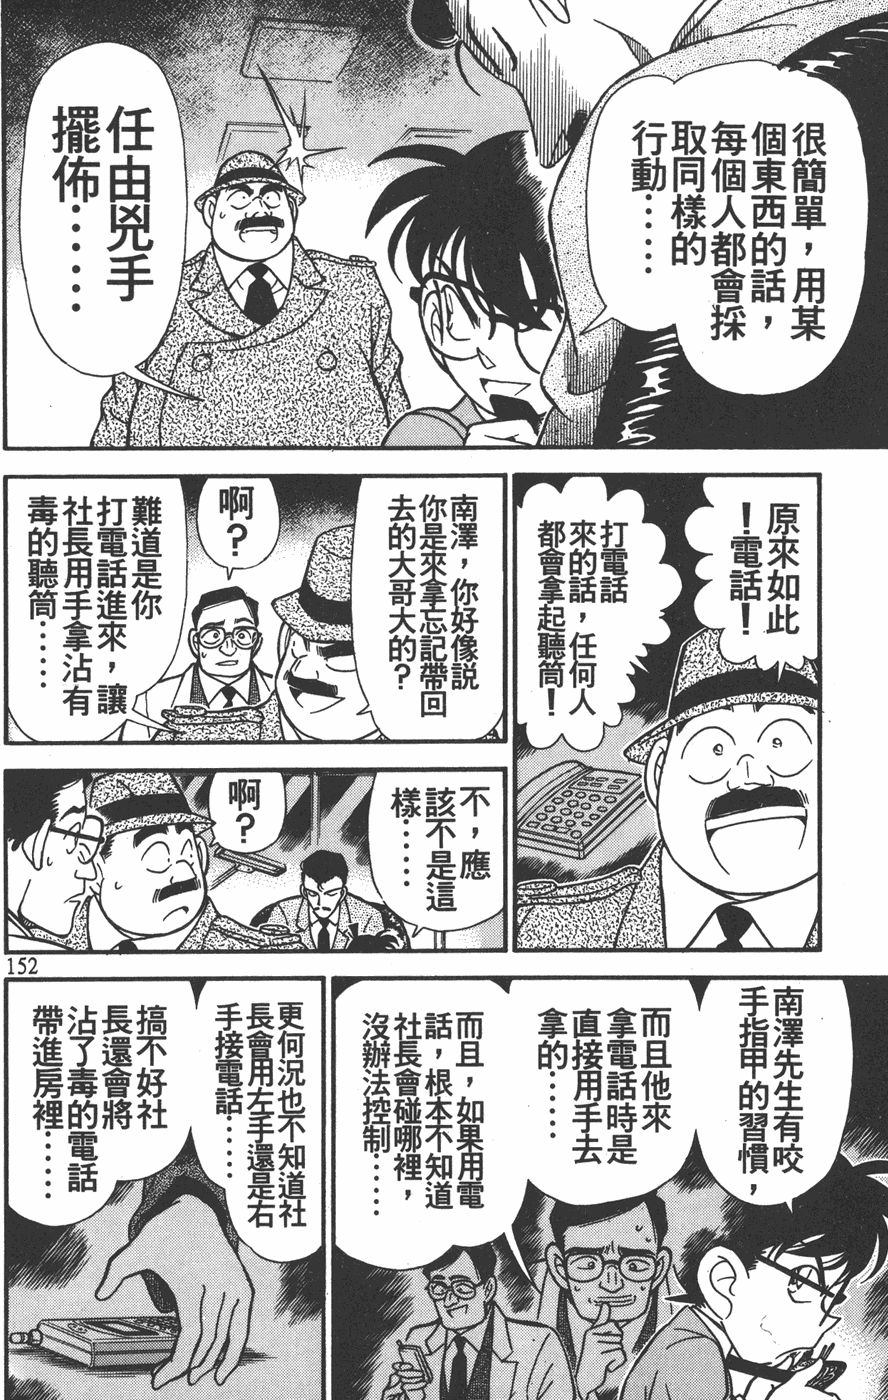 很簡單，用某
個東西的話，
每個人都會採
取同樣的
行動……
任由兇手
擺佈……
原來如此
！電話！
打電話
來的話，任何人
都會拿起聽筒！
南澤，你好像說
你是來拿忘記帶回
去的大哥大的？
啊？
難道是你
打電話進來，讓
社長用手拿沾有
毒的聽筒……
不，應
該不是這
樣……
啊？
152
南澤先生有咬
手指甲的習慣，
而且他來
拿電話時是
直接用手去
拿的……
而且，如果用電
話，根本不知道
社長會碰哪裡，
沒辦法控制……
更何況也不知道社
長會用左手還是右
手接電話……
搞不好社
長還會將
沾了毒的電話
帶進房裡……